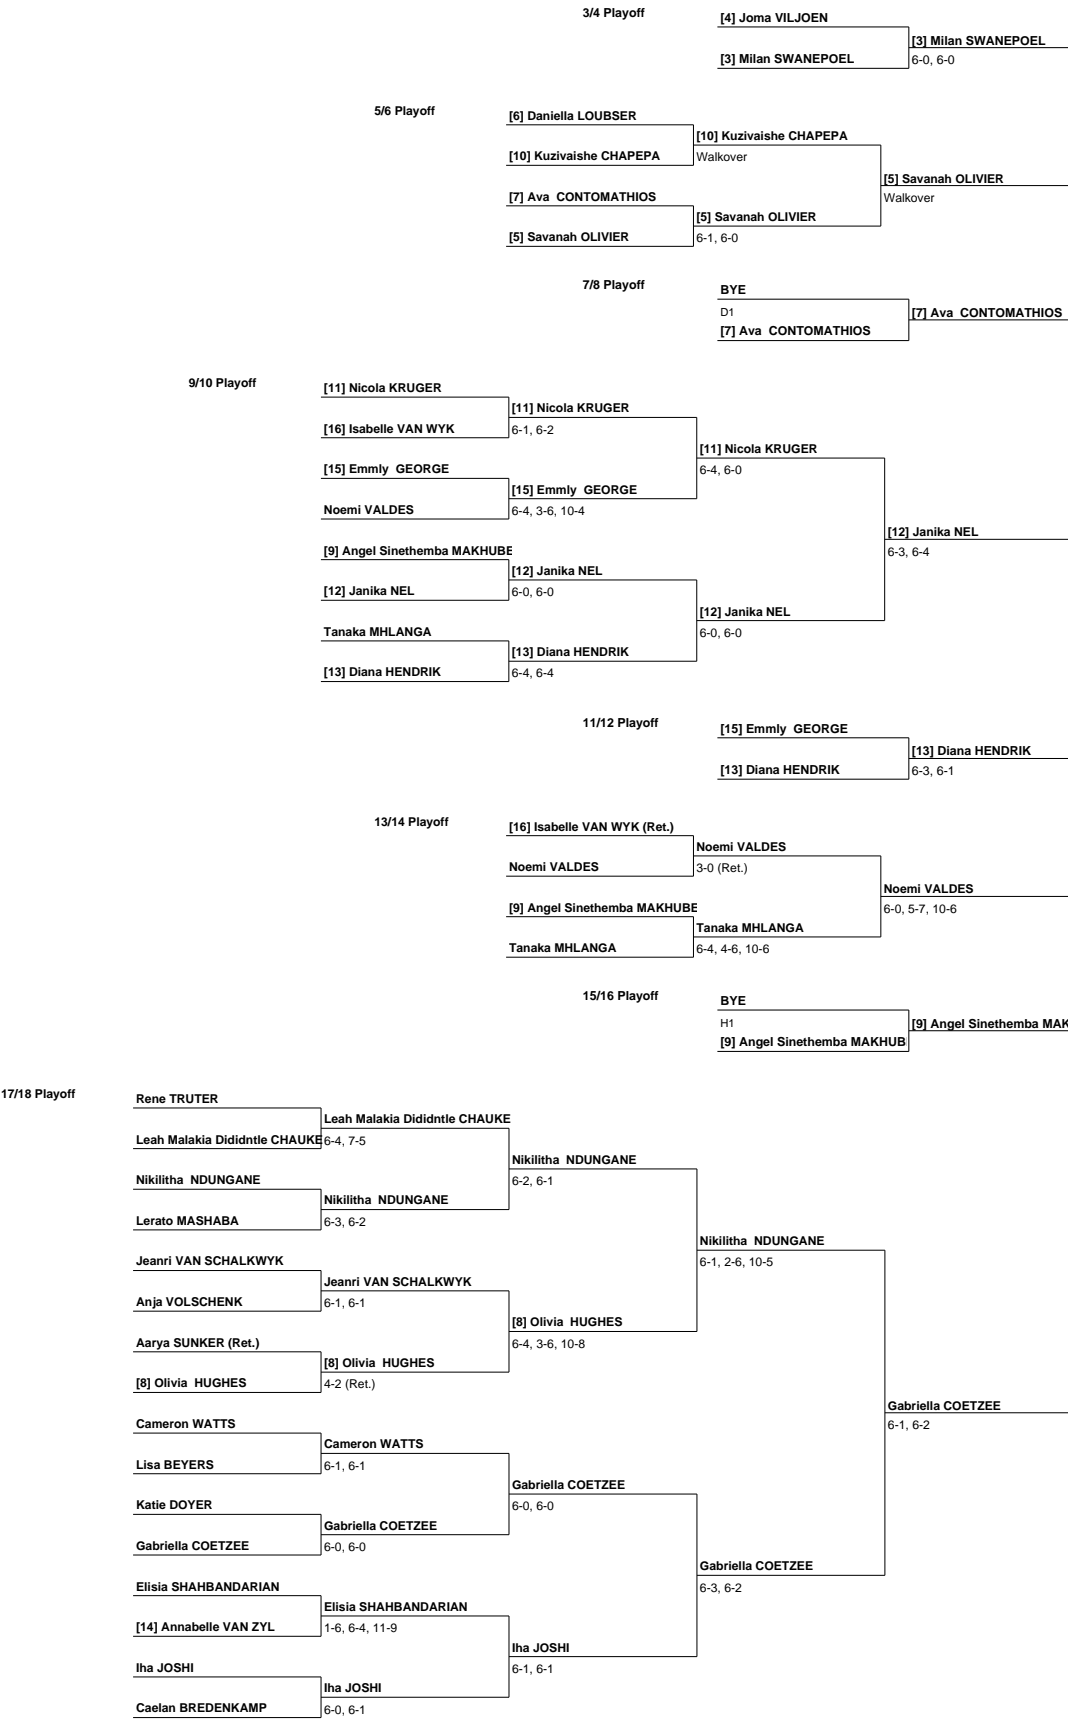 3/4 Playoff
[4] Joma VILJOEN
[3] Milan SWANEPOEL
[3] Milan SWANEPOEL
6-0, 6-0
5/6 Playoff
[6] Daniella LOUBSER
[10] Kuzivaishe CHAPEPA
[10] Kuzivaishe CHAPEPA
Walkover
[5] Savanah OLIVIER
[7] Ava CONTOMATHIOS
Walkover
[5] Savanah OLIVIER
[5] Savanah OLIVIER
6-1, 6-0
7/8 Playoff
BYE
D1
[7] Ava CONTOMATHIOS
[7] Ava CONTOMATHIOS
9/10 Playoff
[11] Nicola KRUGER
[11] Nicola KRUGER
[16] Isabelle VAN WYK
6-1, 6-2
[11] Nicola KRUGER
[15] Emmly GEORGE
6-4, 6-0
[15] Emmly GEORGE
Noemi VALDES
6-4, 3-6, 10-4
[12] Janika NEL
[9] Angel Sinethemba MAKHUBE
6-3, 6-4
[12] Janika NEL
[12] Janika NEL
6-0, 6-0
[12] Janika NEL
Tanaka MHLANGA
6-0, 6-0
[13] Diana HENDRIK
[13] Diana HENDRIK
6-4, 6-4
11/12 Playoff
[15] Emmly GEORGE
[13] Diana HENDRIK
[13] Diana HENDRIK
6-3, 6-1
13/14 Playoff
[16] Isabelle VAN WYK (Ret.)
Noemi VALDES
Noemi VALDES
3-0 (Ret.)
Noemi VALDES
[9] Angel Sinethemba MAKHUBE
6-0, 5-7, 10-6
Tanaka MHLANGA
Tanaka MHLANGA
6-4, 4-6, 10-6
15/16 Playoff
BYE
H1
[9] Angel Sinethemba MAK
[9] Angel Sinethemba MAKHUB
17/18 Playoff
Rene TRUTER
Leah Malakia Dididntle CHAUKE
Leah Malakia Dididntle CHAUKE
6-4, 7-5
Nikilitha NDUNGANE
Nikilitha NDUNGANE
6-2, 6-1
Nikilitha NDUNGANE
Lerato MASHABA
6-3, 6-2
Nikilitha NDUNGANE
Jeanri VAN SCHALKWYK
6-1, 2-6, 10-5
Jeanri VAN SCHALKWYK
Anja VOLSCHENK
6-1, 6-1
[8] Olivia HUGHES
Aarya SUNKER (Ret.)
6-4, 3-6, 10-8
[8] Olivia HUGHES
[8] Olivia HUGHES
4-2 (Ret.)
Gabriella COETZEE
Cameron WATTS
6-1, 6-2
Cameron WATTS
Lisa BEYERS
6-1, 6-1
Gabriella COETZEE
Katie DOYER
6-0, 6-0
Gabriella COETZEE
Gabriella COETZEE
6-0, 6-0
Gabriella COETZEE
Elisia SHAHBANDARIAN
6-3, 6-2
Elisia SHAHBANDARIAN
[14] Annabelle VAN ZYL
1-6, 6-4, 11-9
Iha JOSHI
Iha JOSHI
6-1, 6-1
Iha JOSHI
Caelan BREDENKAMP
6-0, 6-1